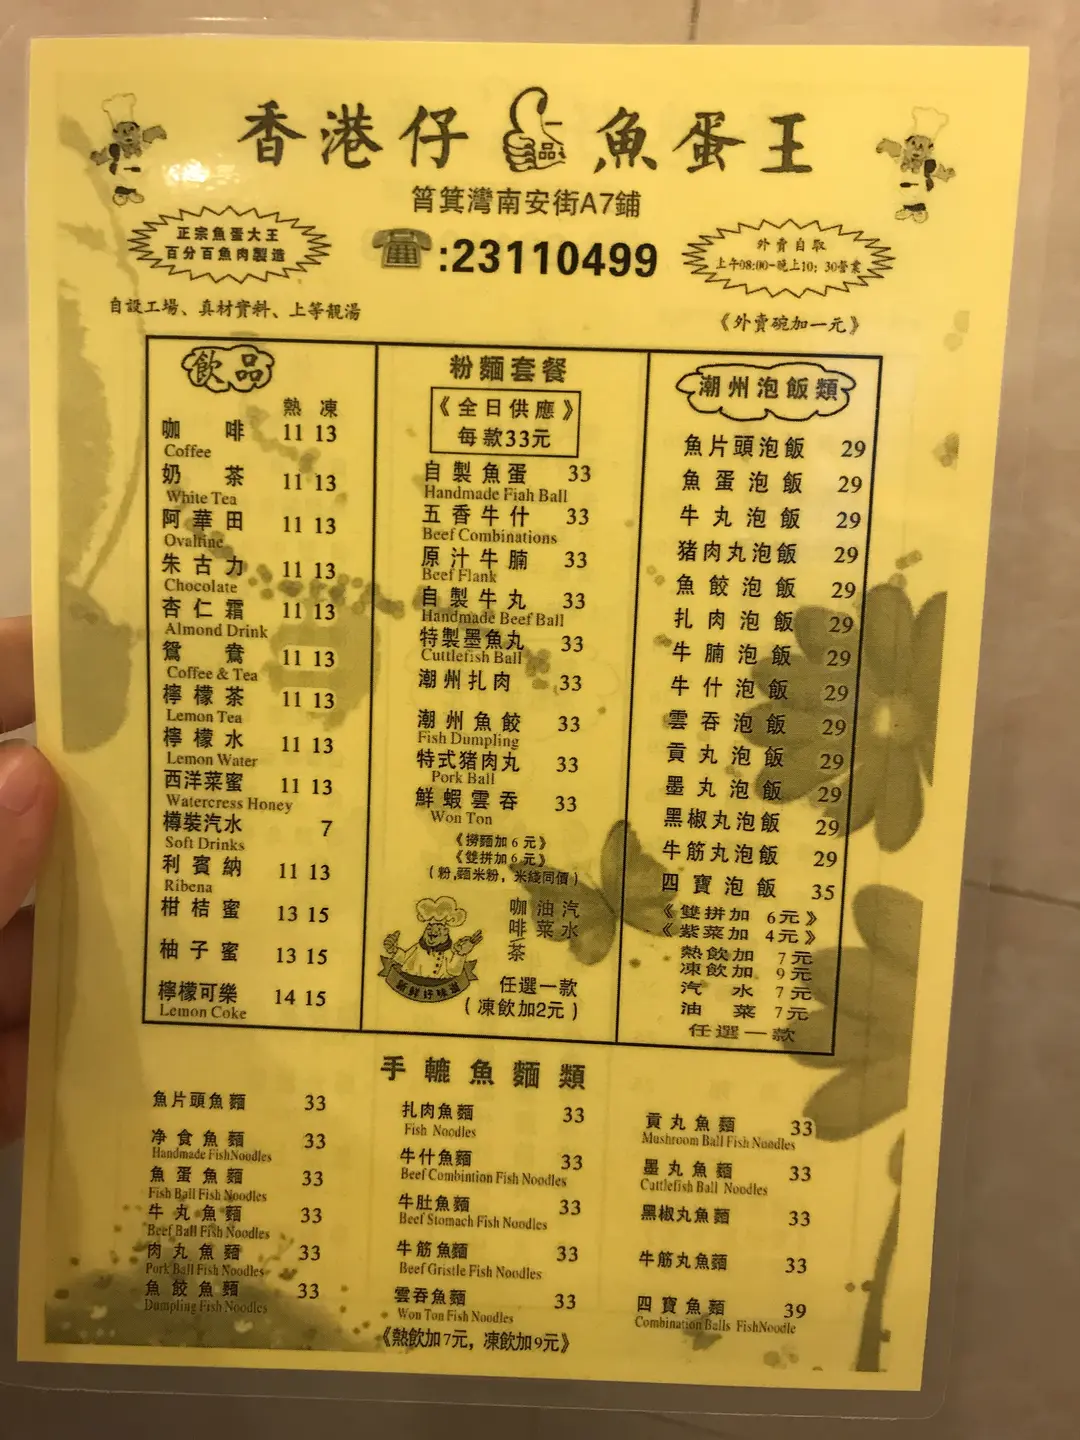 香港仔 品 魚蛋王
筲箕灣南安街A7鋪
:23110499
正宗魚蛋大王
百分百魚肉製造
外賣自取
上午08:00-晚上10:30營業
自設工場、真材實料、上等靚湯
《外賣碗加一元》
飲品
熱 凍
咖啡 11 13
Coffee
奶茶 11 13
White Tea
阿華田 11 13
Ovaltine
朱古力 11 13
Chocolate
杏仁霜 11 13
Almond Drink
鴛鴦 11 13
Coffee & Tea
檸檬茶 11 13
Lemon Tea
檸檬水 11 13
Lemon Water
西洋菜蜜 11 13
Watercress Honey
樽裝汽水 7
Soft Drinks
利賓納 11 13
Ribena
柑桔蜜 13 15
柚子蜜 13 15
檸檬可樂 14 15
Lemon Coke
粉麵套餐
《全日供應》
每款33元
自製魚蛋 33
Handmade Fiah Ball
五香牛什 33
Beef Combinations
原汁牛腩 33
Beef Flank
自製牛丸 33
Handmade Beef Ball
特製墨魚丸 33
Cuttlefish Ball
潮州扎肉 33
潮州魚餃 33
Fish Dumpling
特式豬肉丸 33
Pork Ball
鮮蝦雲吞 33
Won Ton
《撈麵加6元》
《雙拼加6元》
(粉,麵米粉，米綫同價)
咖啡/茶 油菜 汽水
新鮮好味道
任選一款
(凍飲加2元)
潮州泡飯類
魚片頭泡飯 29
魚蛋泡飯 29
牛丸泡飯 29
豬肉丸泡飯 29
魚餃泡飯 29
扎肉泡飯 29
牛腩泡飯 29
牛什泡飯 29
雲吞泡飯 29
貢丸泡飯 29
墨丸泡飯 29
黑椒丸泡飯 29
牛筋丸泡飯 29
四寶泡飯 35
《雙拼加 6元》
《紫菜加 4元》
熱飲加 7元
凍飲加 9元
汽水 7元
油菜 7元
任選一款
手轆魚麵類
魚片頭魚麵 33
净食魚麵 33
Handmade FishNoodles
魚蛋魚麵 33
Fish Ball Fish Noodles
牛丸魚麵 33
Beef Ball Fish Noodles
肉丸魚麵 33
Pork Ball Fish Noodles
魚餃魚麵 33
Dumpling Fish Noodles
扎肉魚麵 33
Fish Noodles
牛什魚麵 33
Beef Combintion Fish Noodles
牛肚魚麵 33
Beef Stomach Fish Noodles
牛筋魚麵 33
Beef Gristle Fish Noodles
雲吞魚麵 33
Won Ton Fish Noodles
貢丸魚麵 33
Mushroom Ball Fish Noodles
墨丸魚麵 33
Cuttlefish Ball Noodles
黑椒丸魚麵 33
牛筋丸魚麵 33
四寶魚麵 39
Combination Balls FishNoodle
《熱飲加7元，凍飲加9元》